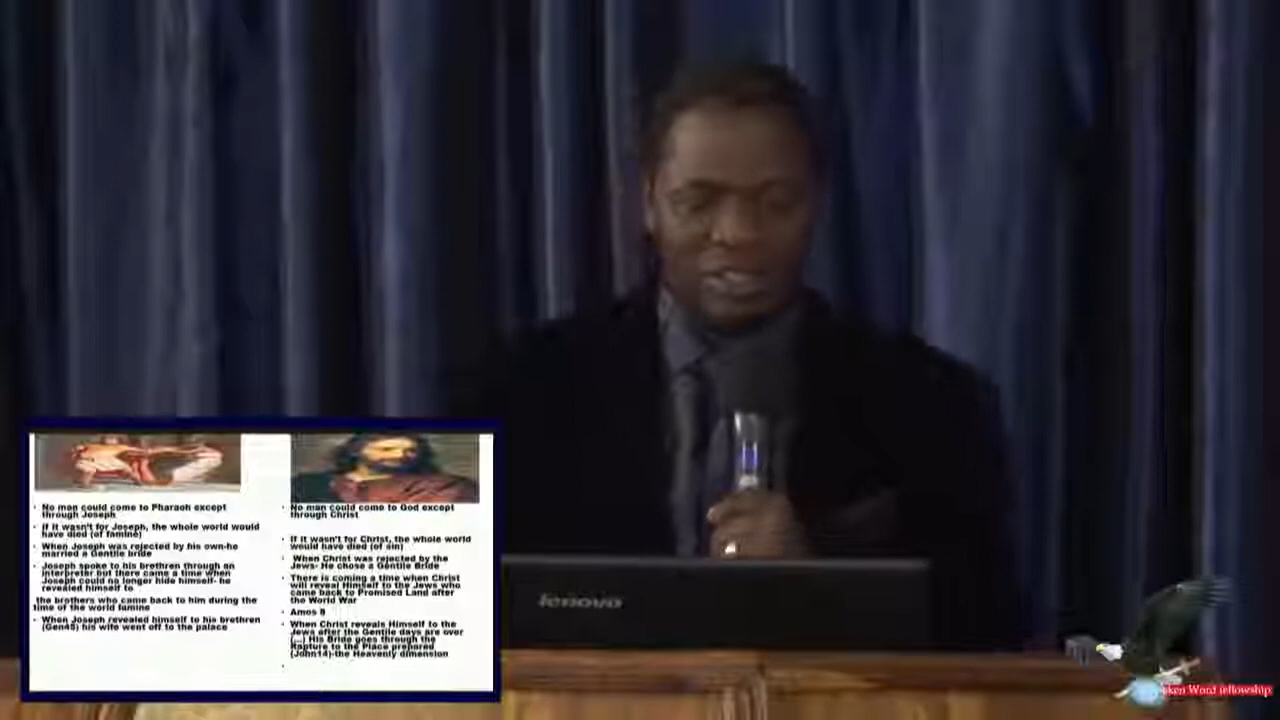 No man could come to Pharaoh except
through Joseph
If it wasn't for Joseph, the whole world would
have died (of famine)
When Joseph was rejected by his own-he
married a Gentile bride
Joseph spoke to his brethren through an
interpreter but there came a time when
Joseph could no longer hide himself- he
revealed himself to
the brothers who came back to him during the
time of the world famine
When Joseph revealed himself to his brethren
(Gen45) his wife went off to the palace
No man could come to God except
through Christ
If it wasn't for Christ, the whole world
would have died (of sin)
When Christ was rejected by the
Jews- He chose a Gentile Bride
There is coming a time when Christ
will reveal Himself to the Jews who
came back to Promised Land after
the World War
Amos 8
When Christ reveals Himself to the
Jews after the Gentile days are over
(...) His Bride goes through the
Rapture to the Place prepared
(John14)-the Heavenly dimension
lenovo
ken Word fellowship